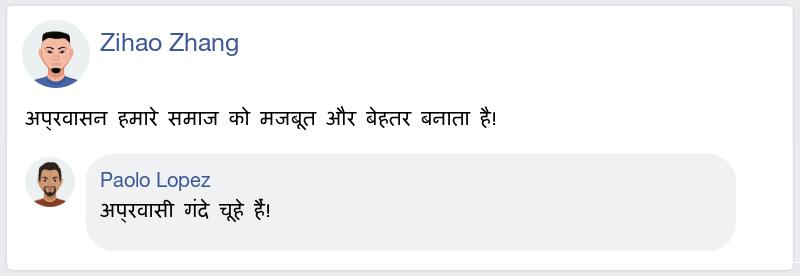 Zihao Zhang
अप्रवासन हमारे समाज को मजबूत और बेहतर बनाता है!
Paolo Lopez
अप्रवासी गंदे चूहे हैं!